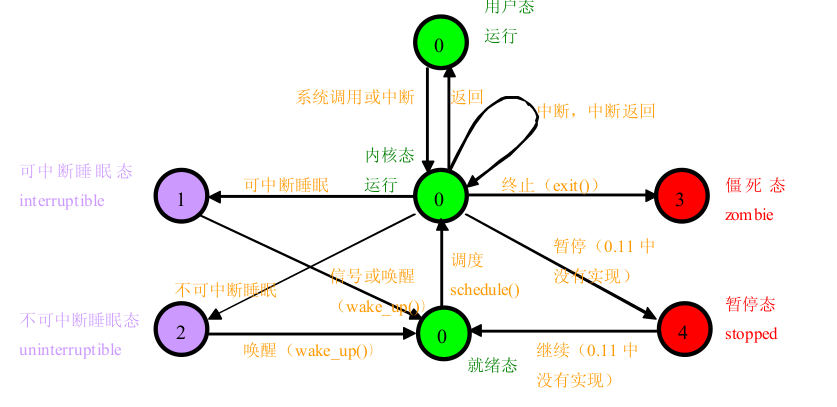 用户态
运行
0
系统调用或中断
返回
中断，中断返回
内核态
运行
0
可中断睡眠态
interruptible
1
可中断睡眠
终止（exit()）
3
僵死态
zombie
不可中断睡眠
信号或唤醒
（wake_up()）
调度
schedule()
暂停（0.11 中
没有实现）
不可中断睡眠态
uninterruptible
2
唤醒（wake_up()）
0
就绪态
继续（0.11 中
没有实现）
4
暂停态
stopped